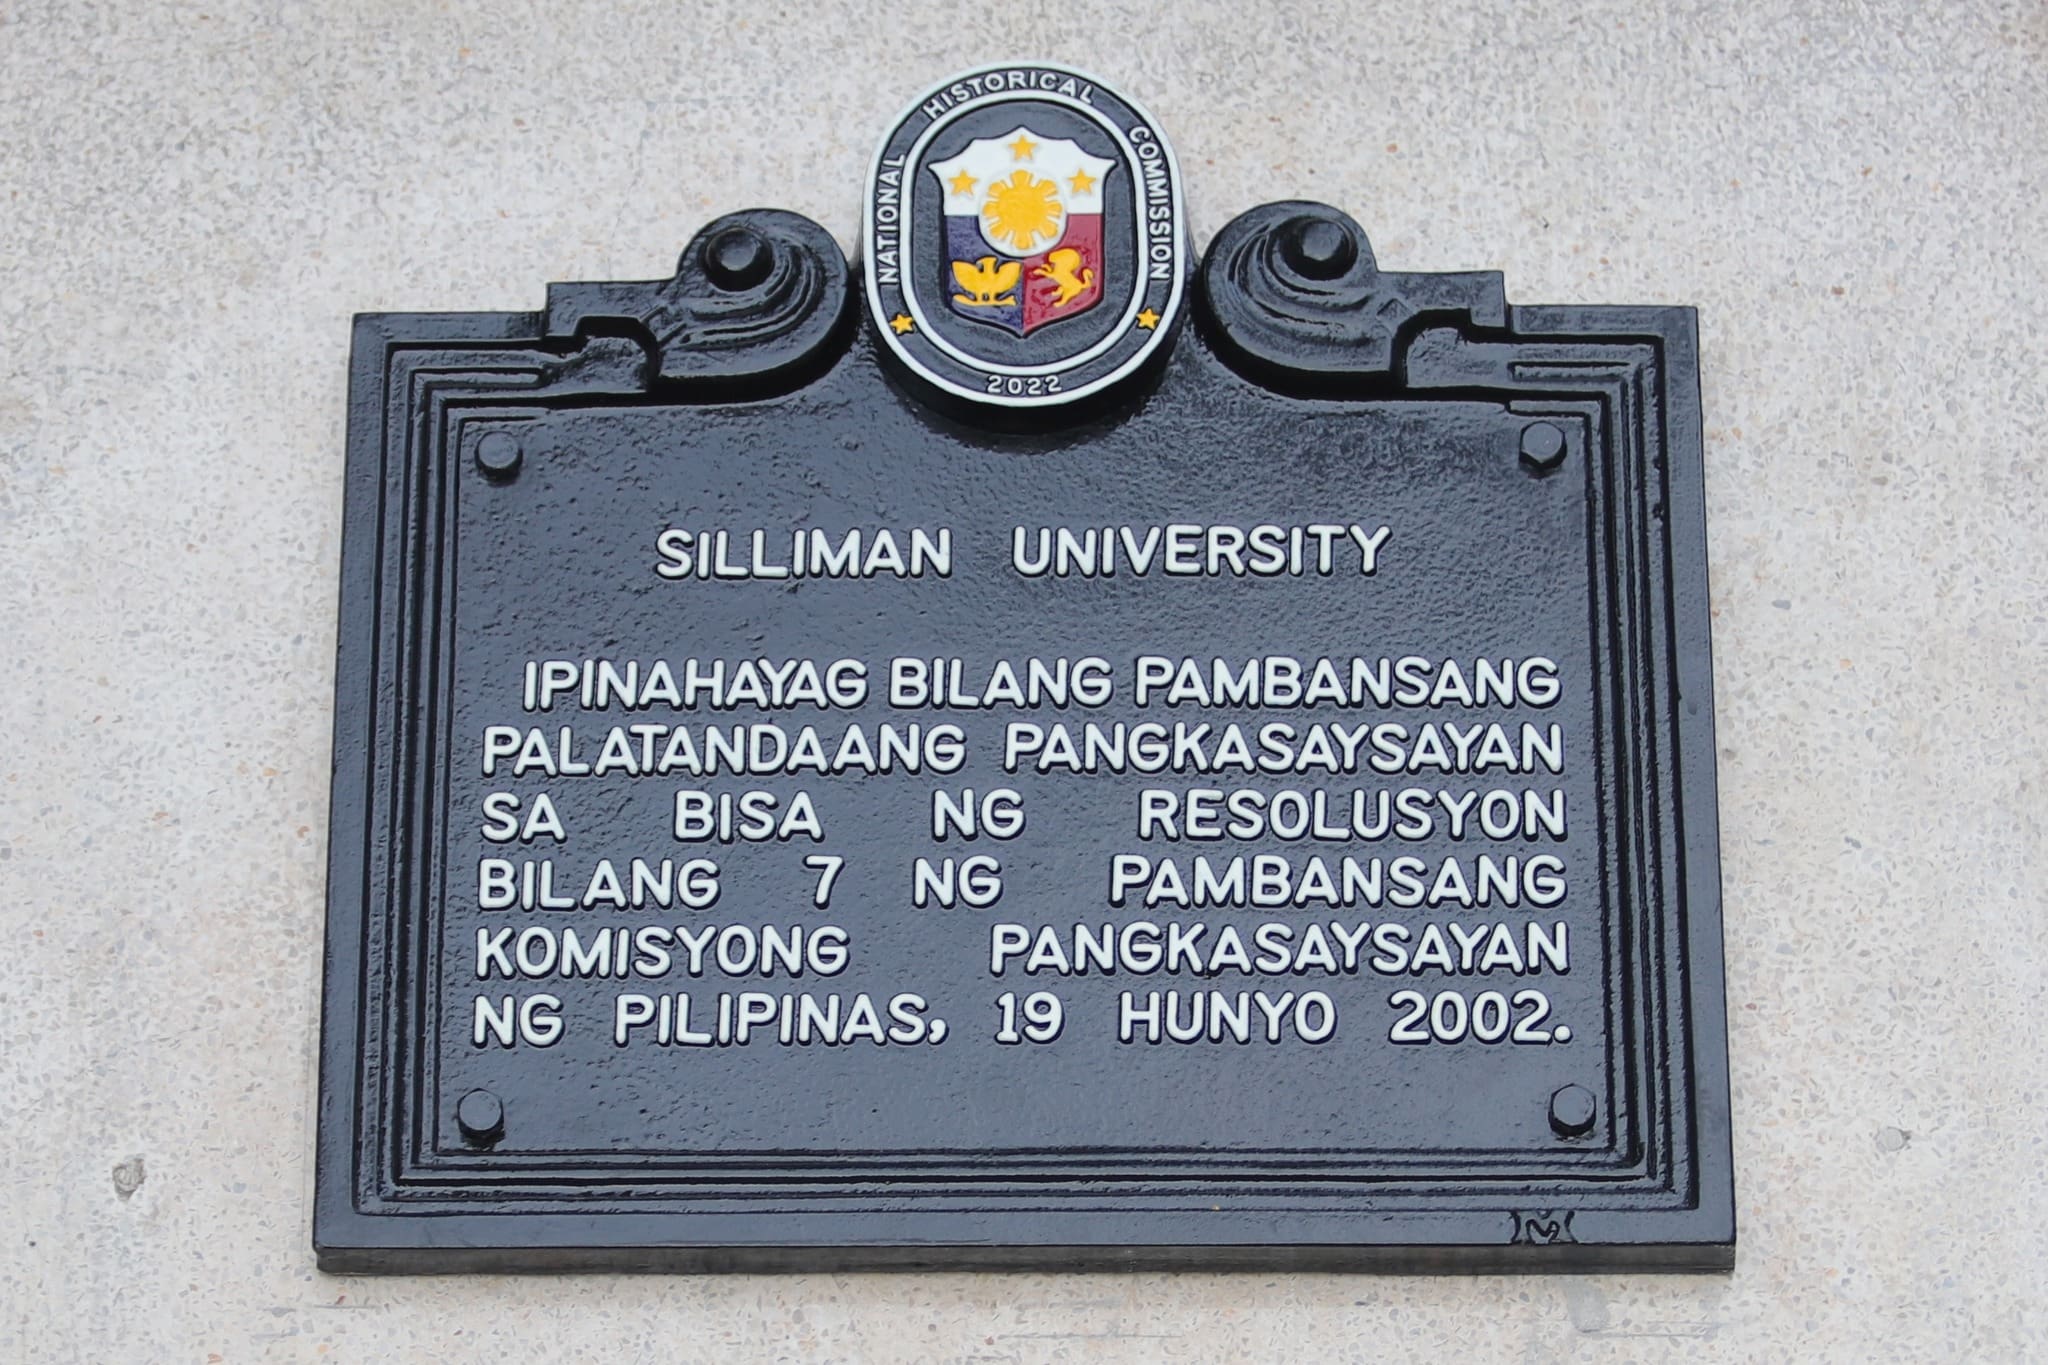 NATIONAL HISTORICAL COMMISSION
2022
SILLIMAN UNIVERSITY
IPINAHAYAG BILANG PAMBANSANG
PALATANDAANG PANGKASAYSAYAN
SA BISA NG RESOLUSYON
BILANG 7 NG PAMBANSANG
KOMISYONG PANGKASAYSAYAN
NG PILIPINAS, 19 HUNYO 2002.